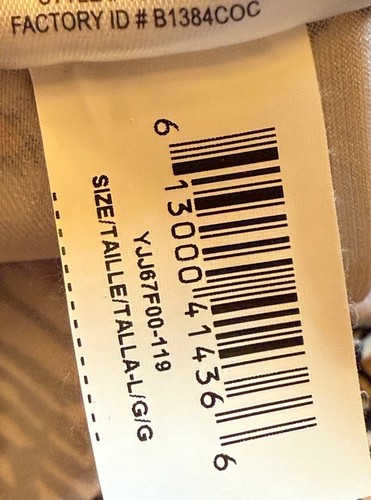 FACTORY ID # B1384COC
6 13000 41436 6
YJJ67F00-119
SIZE/TAILLE/TALLA-L/G/G